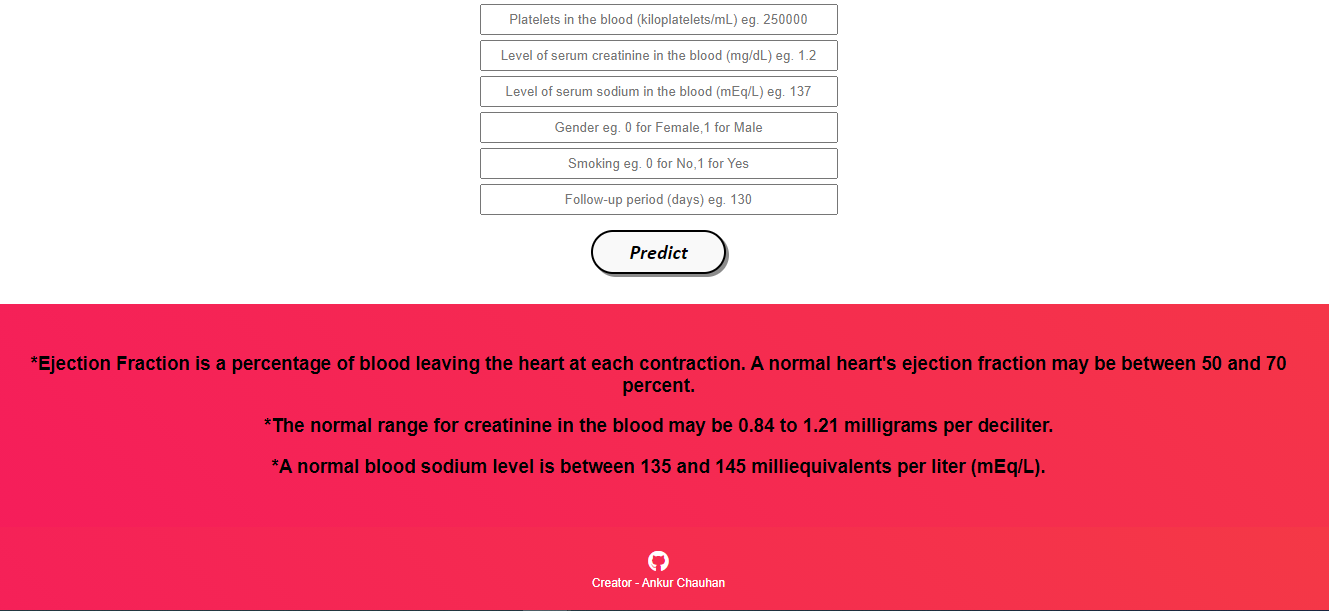 Platelets in the blood (kiloplatelets/mL) eg. 250000
Level of serum creatinine in the blood (mg/dL) eg. 1.2
Level of serum sodium in the blood (mEq/L) eg. 137
Gender eg. 0 for Female,1 for Male
Smoking eg. 0 for No,1 for Yes
Follow-up period (days) eg. 130
Predict
*Ejection Fraction is a percentage of blood leaving the heart at each contraction. A normal heart's ejection fraction may be between 50 and 70
percent.
*The normal range for creatinine in the blood may be 0.84 to 1.21 milligrams per deciliter.
*A normal blood sodium level is between 135 and 145 milliequivalents per liter (mEq/L).
Creator - Ankur Chauhan